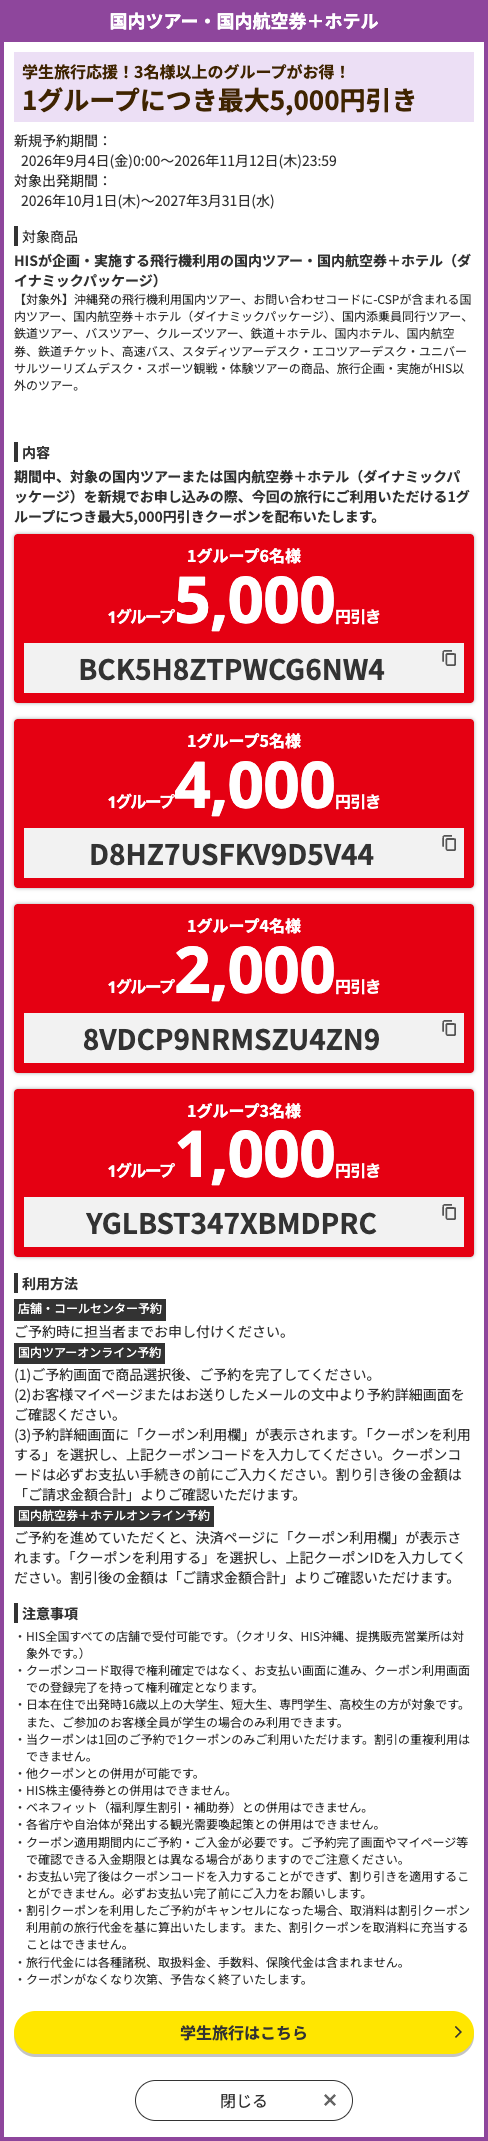 国内ツアー・国内航空券＋ホテル
学生旅行応援！3名様以上のグループがお得！
1グループにつき最大5,000円引き
新規予約期間：
2026年9月4日(金)0:00〜2026年11月12日(木)23:59
対象出発期間：
2026年10月1日(木)〜2027年3月31日(水)
対象商品
HISが企画・実施する飛行機利用の国内ツアー・国内航空券＋ホテル（ダ
イナミックパッケージ）
【対象外】沖縄発の飛行機利用国内ツアー、お問い合わせコードに-CSPが含まれる国
内ツアー、国内航空券＋ホテル（ダイナミックパッケージ）、国内添乗員同行ツアー、
鉄道ツアー、バスツアー、クルーズツアー、鉄道＋ホテル、国内ホテル、国内航空
券、鉄道チケット、高速バス、スタディツアーデスク・エコツアーデスク・ユニバー
サルツーリズムデスク・スポーツ観戦・体験ツアーの商品、旅行企画・実施がHIS以
外のツアー。
内容
期間中、対象の国内ツアーまたは国内航空券＋ホテル（ダイナミックパ
ッケージ）を新規でお申し込みの際、今回の旅行にご利用いただける1グ
ループにつき最大5,000円引きクーポンを配布いたします。
1グループ6名様
1グループ5,000円引き
BCK5H8ZTPWCG6NW4
1グループ5名様
1グループ4,000円引き
D8HZ7USFKV9D5V44
1グループ4名様
1グループ2,000円引き
8VDCP9NRMSZU4ZN9
1グループ3名様
1グループ1,000円引き
YGLBST347XBMDPRC
利用方法
店舗・コールセンター予約
ご予約時に担当者までお申し付けください。
国内ツアーオンライン予約
(1)ご予約画面で商品選択後、ご予約を完了してください。
(2)お客様マイページまたはお送りしたメールの文中より予約詳細画面を
ご確認ください。
(3)予約詳細画面に「クーポン利用欄」が表示されます。「クーポンを利用
する」を選択し、上記クーポンコードを入力してください。クーポンコ
ードは必ずお支払い手続きの前にご入力ください。割り引き後の金額は
「ご請求金額合計」よりご確認いただけます。
国内航空券＋ホテルオンライン予約
ご予約を進めていただくと、決済ページに「クーポン利用欄」が表示さ
れます。「クーポンを利用する」を選択し、上記クーポンIDを入力してく
ださい。割引後の金額は「ご請求金額合計」よりご確認いただけます。
注意事項
・HIS全国すべての店舗で受付可能です。（クオリタ、HIS沖縄、提携販売営業所は対
象外です。）
・クーポンコード取得で権利確定ではなく、お支払い画面に進み、クーポン利用画面
での登録完了を持って権利確定となります。
・日本在住で出発時16歳以上の大学生、短大生、専門学生、高校生の方が対象です。
また、ご参加のお客様全員が学生の場合のみ利用できます。
・当クーポンは1回のご予約で1クーポンのみご利用いただけます。割引の重複利用は
できません。
・他クーポンとの併用が可能です。
・HIS株主優待券との併用はできません。
・ベネフィット（福利厚生割引・補助券）との併用はできません。
・各省庁や自治体が発出する観光需要喚起策との併用はできません。
・クーポン適用期間内にご予約・ご入金が必要です。ご予約完了画面やマイページ等
で確認できる入金期限とは異なる場合がありますのでご注意ください。
・お支払い完了後はクーポンコードを入力することができず、割り引きを適用するこ
とができません。必ずお支払い完了前にご入力をお願いします。
・割引クーポンを利用したご予約がキャンセルになった場合、取消料は割引クーポン
利用前の旅行代金を基に算出いたします。また、割引クーポンを取消料に充当する
ことはできません。
・旅行代金には各種諸税、取扱料金、手数料、保険代金は含まれません。
・クーポンがなくなり次第、予告なく終了いたします。
学生旅行はこちら
閉じる